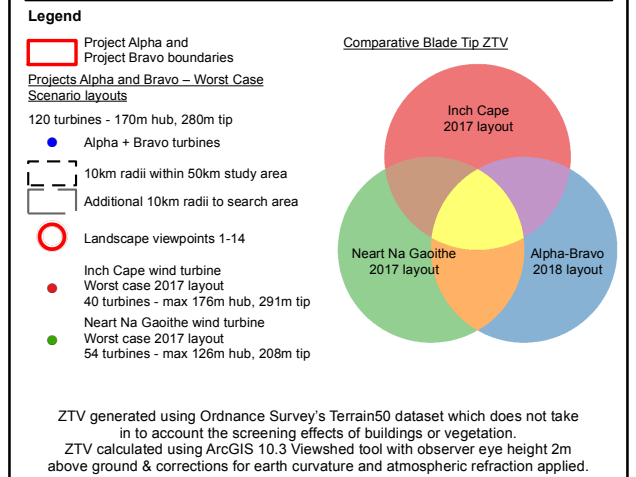 Legend
Project Alpha and
Project Bravo boundaries
Projects Alpha and Bravo – Worst Case
Scenario layouts
120 turbines - 170m hub, 280m tip
Alpha + Bravo turbines
10km radii within 50km study area
Additional 10km radii to search area
Landscape viewpoints 1-14
Inch Cape wind turbine
Worst case 2017 layout
40 turbines - max 176m hub, 291m tip
Neart Na Gaoithe wind turbine
Worst case 2017 layout
54 turbines - max 126m hub, 208m tip
Comparative Blade Tip ZTV
Inch Cape
2017 layout
Neart Na Gaoithe
2017 layout
Alpha-Bravo
2018 layout
ZTV generated using Ordnance Survey's Terrain50 dataset which does not take
in to account the screening effects of buildings or vegetation.
ZTV calculated using ArcGIS 10.3 Viewshed tool with observer eye height 2m
above ground & corrections for earth curvature and atmospheric refraction applied.